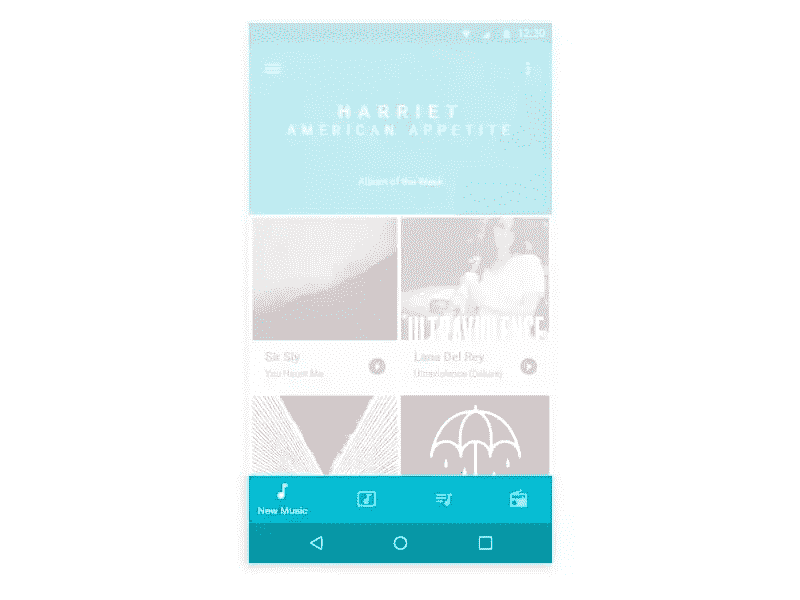 12:30
HARRIET
AMERICAN APPETITE
Album of the Week
ULTRAVIOLENCE
Sir Sly
You Haunt Me
Lana Del Rey
Ultraviolence (Deluxe)
New Music